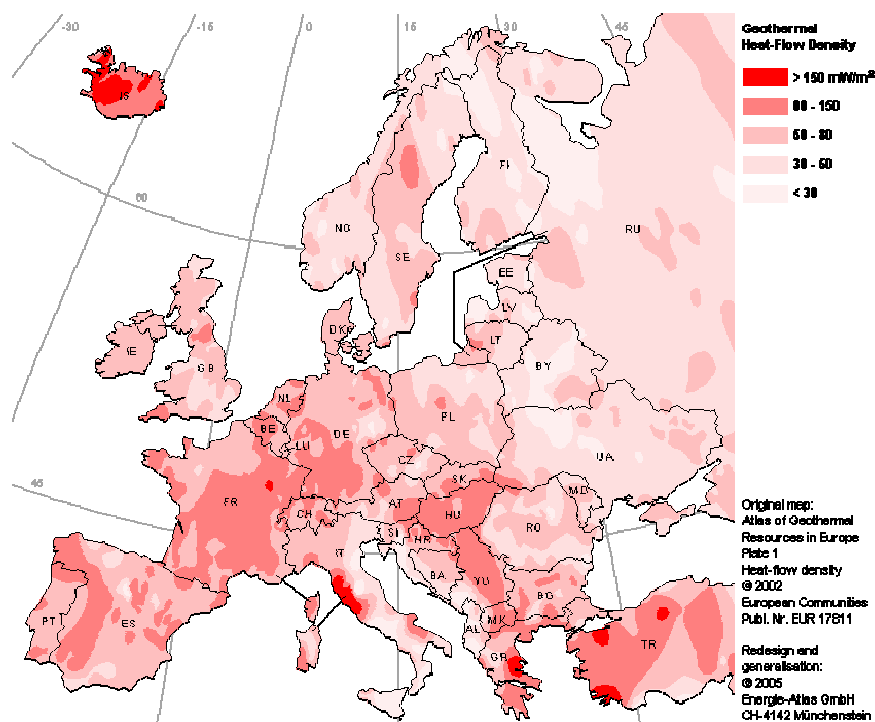 -30
-15
0
15
30
45
60
45
IS
NO
SE
FI
RU
EE
LV
LT
BY
DK
IE
GB
NL
BE
LU
DE
PL
CZ
SK
UA
MD
FR
CH
AT
HU
RO
SI
HR
BA
YU
BG
IT
PT
ES
AL
MK
GR
TR
Geothermal
Heat-Flow Density
> 150 mW/m²
80 - 150
50 - 80
30 - 50
< 30
Original map:
Atlas of Geothermal
Resources in Europe
Plate 1
Heat-flow density
© 2002
European Communities
Publ. Nr. EUR 17811
Redesign and
generalisation:
© 2005
Energie-Atlas GmbH
CH-4142 Münchenstein